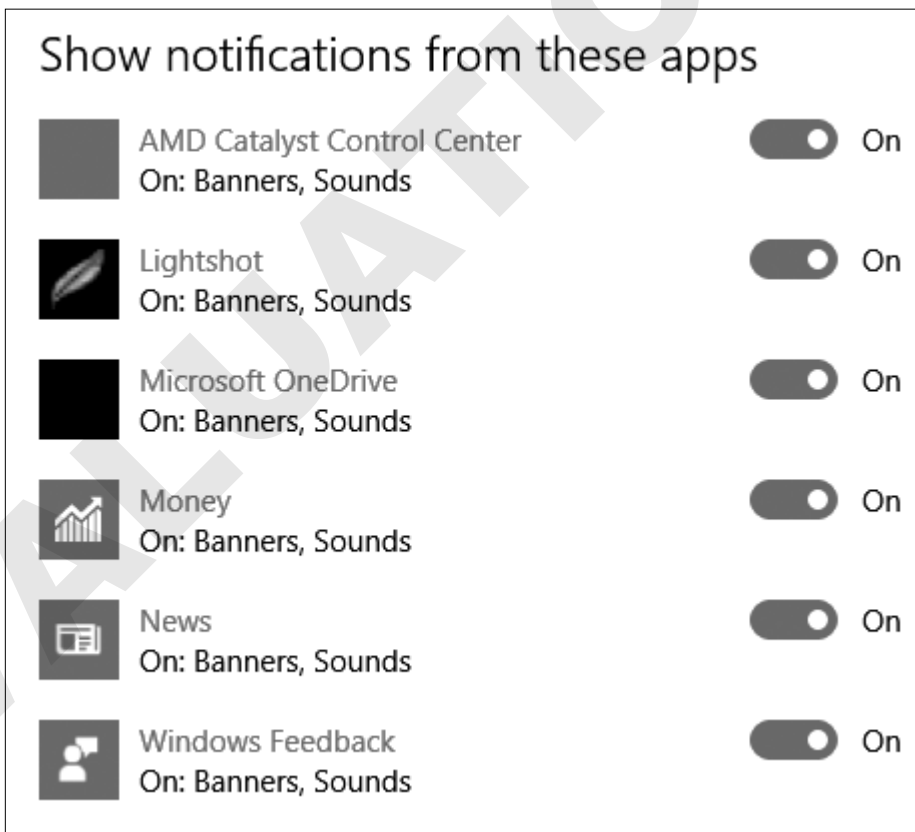 Show notifications from these apps
AMD Catalyst Control Center On
On: Banners, Sounds
Lightshot On
On: Banners, Sounds
Microsoft OneDrive On
On: Banners, Sounds
Money On
On: Banners, Sounds
News On
On: Banners, Sounds
Windows Feedback On
On: Banners, Sounds